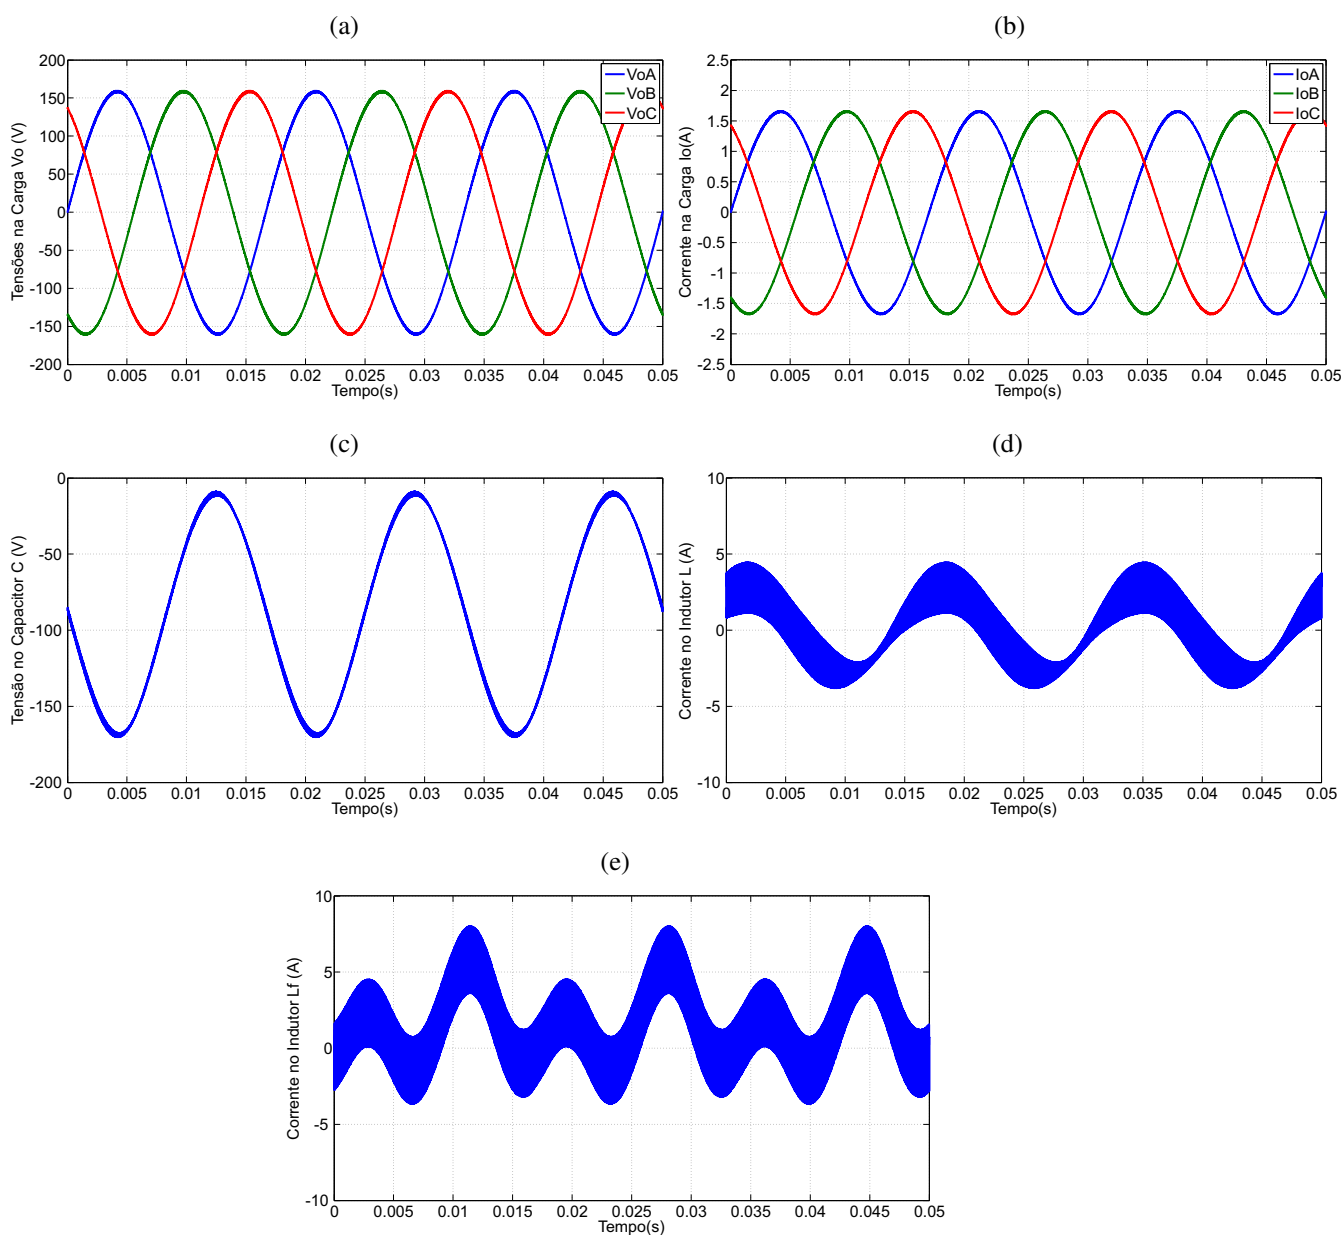 (a)
200
150
100
50
0
-50
-100
-150
-200
Tensões na Carga Vo (V)
VoA
VoB
VoC
0 0.005 0.01 0.015 0.02 0.025 0.03 0.035 0.04 0.045 0.05
Tempo(s)
(b)
2.5
2
1.5
1
0.5
0
-0.5
-1
-1.5
-2
-2.5
Corrente na Carga Io(A)
IoA
IoB
IoC
0 0.005 0.01 0.015 0.02 0.025 0.03 0.035 0.04 0.045 0.05
Tempo(s)
(c)
0
-50
-100
-150
-200
Tensão no Capacitor C (V)
0 0.005 0.01 0.015 0.02 0.025 0.03 0.035 0.04 0.045 0.05
Tempo(s)
(d)
10
5
0
-5
-10
Corrente no Indutor L (A)
0 0.005 0.01 0.015 0.02 0.025 0.03 0.035 0.04 0.045 0.05
Tempo(s)
(e)
10
5
0
-5
-10
Corrente no Indutor Lf (A)
0 0.005 0.01 0.015 0.02 0.025 0.03 0.035 0.04 0.045 0.05
Tempo(s)